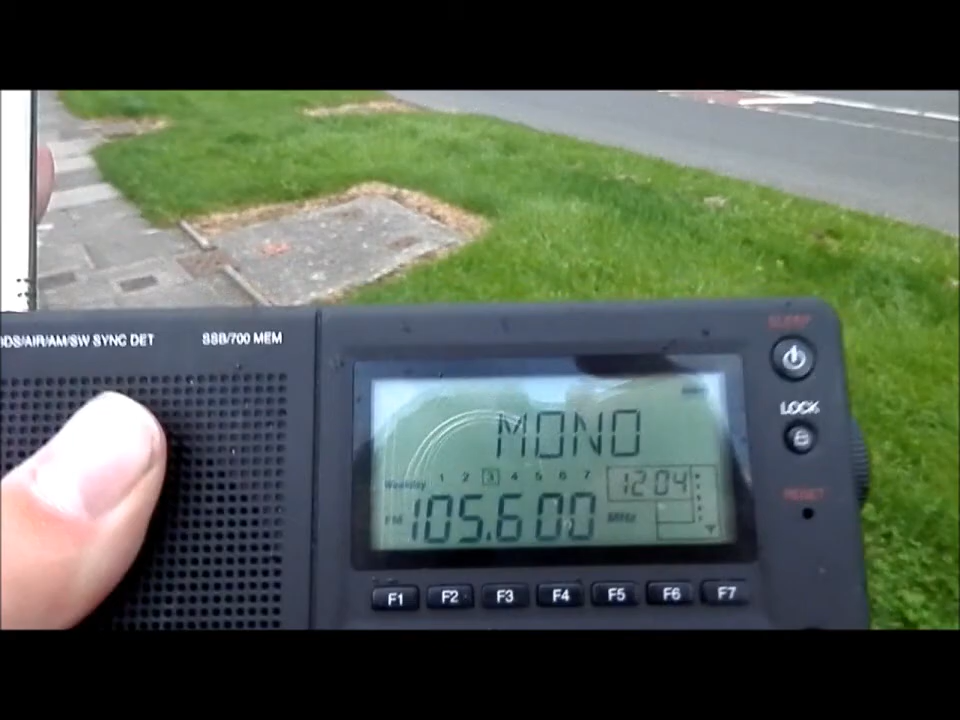 RDS/AIR/AM/SW SYNC DET
SSB/700 MEM
SLEEP
LOCK
RESET
MONO
Weekday 1 2 3 4 5 6 7
12 04
FM 105.600 MHz
F1 F2 F3 F4 F5 F6 F7